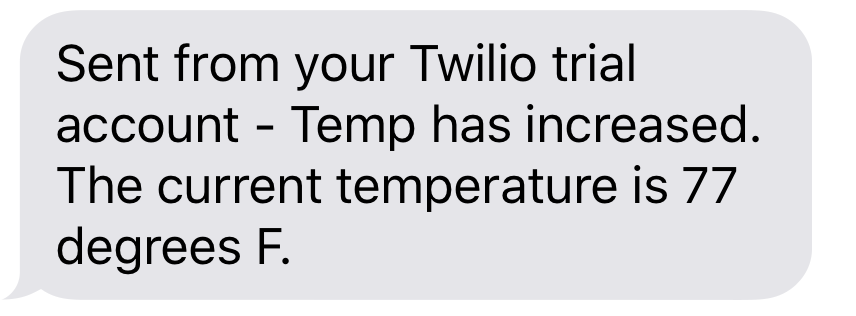 Sent from your Twilio trial
account - Temp has increased.
The current temperature is 77
degrees F.